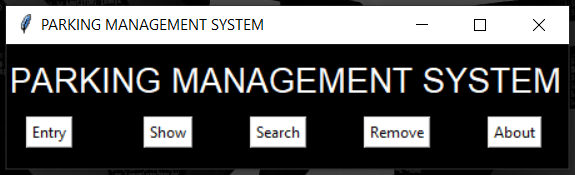 PARKING MANAGEMENT SYSTEM
PARKING MANAGEMENT SYSTEM
Entry Show Search Remove About